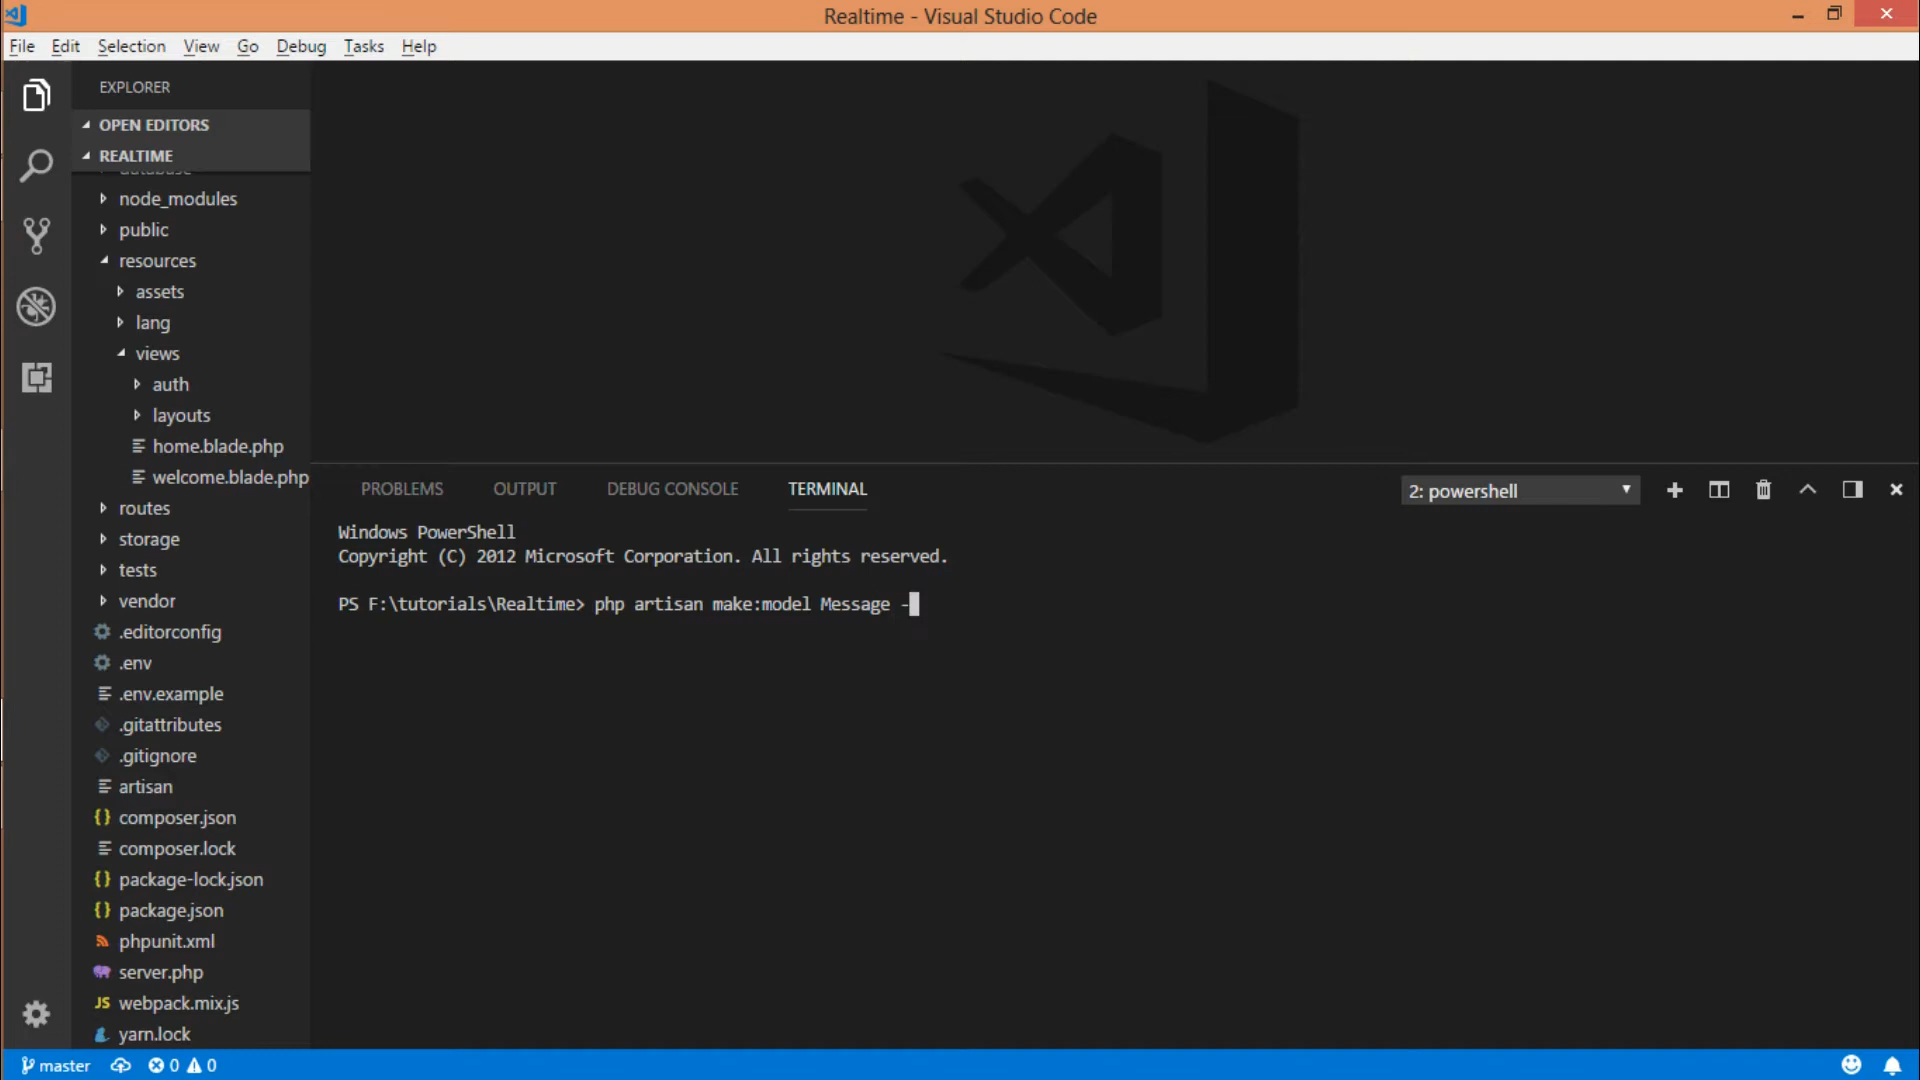 Realtime - Visual Studio Code
File Edit Selection View Go Debug Tasks Help
EXPLORER
OPEN EDITORS
REALTIME
database
node_modules
public
resources
assets
lang
views
auth
layouts
home.blade.php
welcome.blade.php
routes
storage
tests
vendor
.editorconfig
.env
.env.example
.gitattributes
.gitignore
artisan
composer.json
composer.lock
package-lock.json
package.json
phpunit.xml
server.php
JS webpack.mix.js
yarn.lock
PROBLEMS OUTPUT DEBUG CONSOLE TERMINAL
2: powershell
Windows PowerShell
Copyright (C) 2012 Microsoft Corporation. All rights reserved.
PS F:\tutorials\Realtime> php artisan make:model Message -
master 0 0